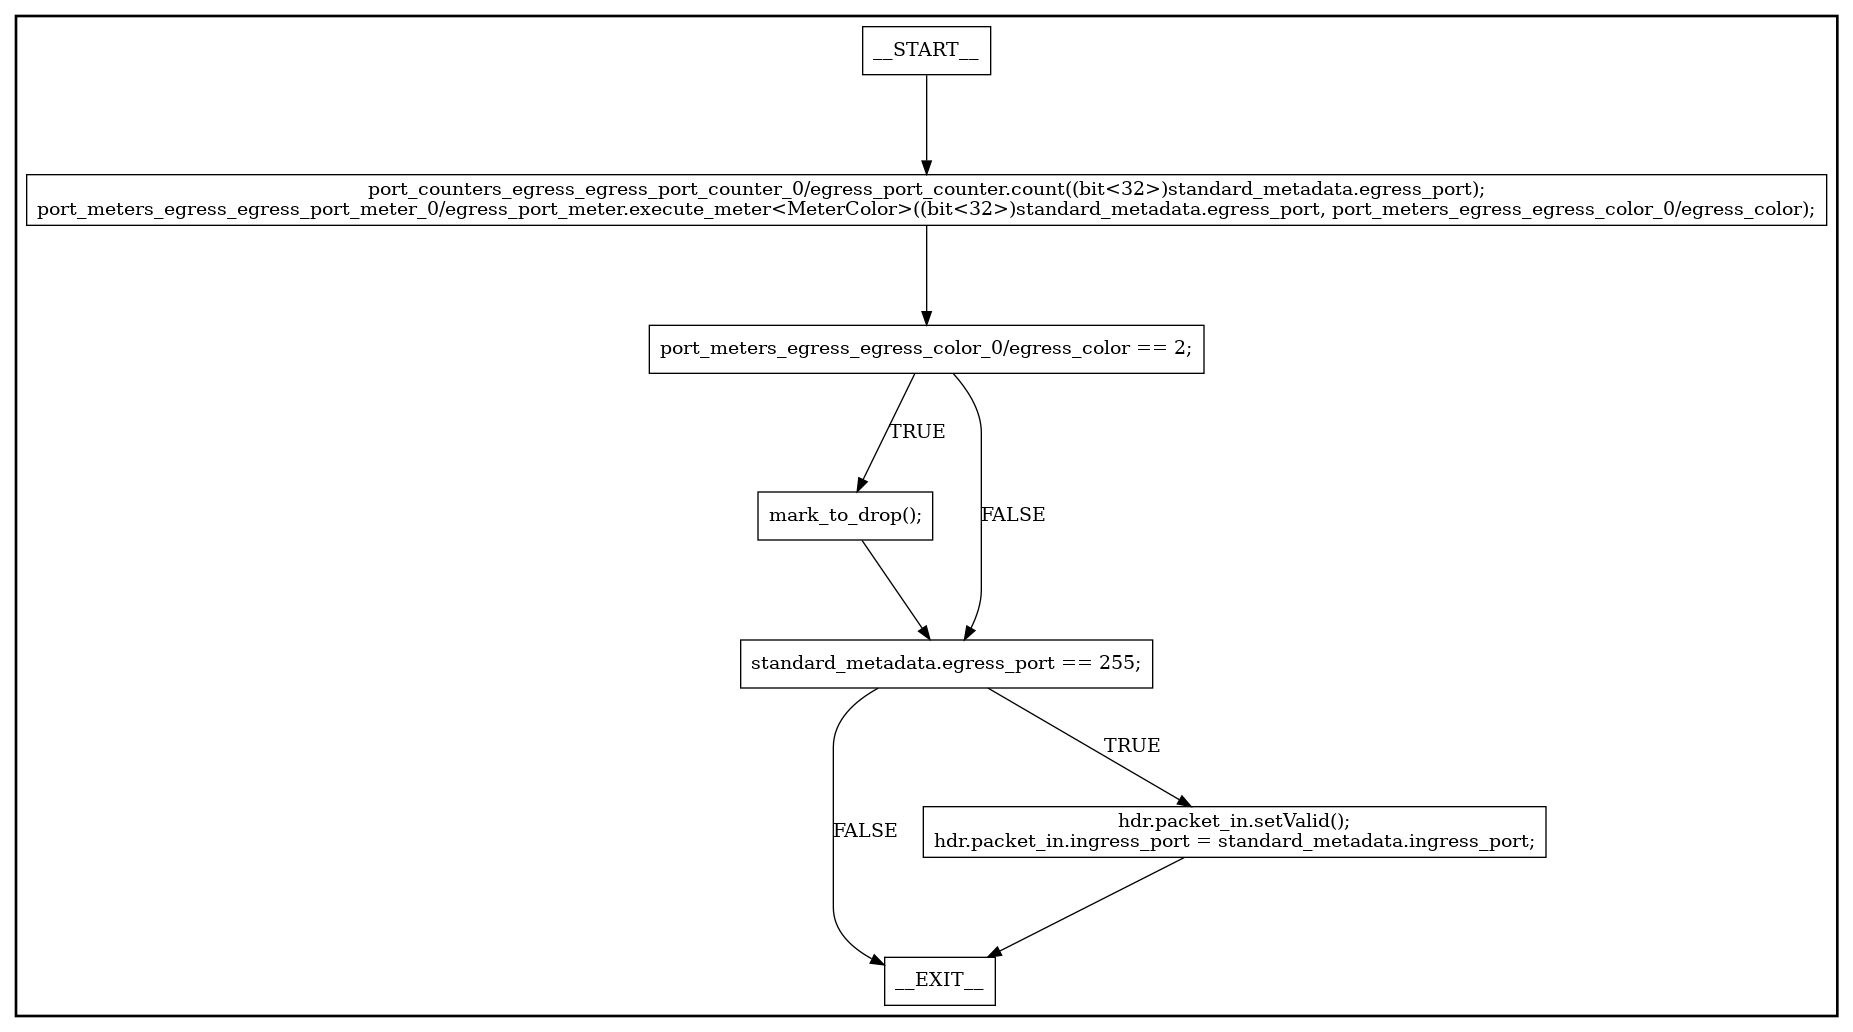 __START__
port_counters_egress_egress_port_counter_0/egress_port_counter.count((bit<32>)standard_metadata.egress_port);
port_meters_egress_egress_port_meter_0/egress_port_meter.execute_meter<MeterColor>((bit<32>)standard_metadata.egress_port, port_meters_egress_egress_color_0/egress_color);
port_meters_egress_egress_color_0/egress_color == 2;
TRUE
mark_to_drop();
FALSE
standard_metadata.egress_port == 255;
TRUE
FALSE
hdr.packet_in.setValid();
hdr.packet_in.ingress_port = standard_metadata.ingress_port;
__EXIT__